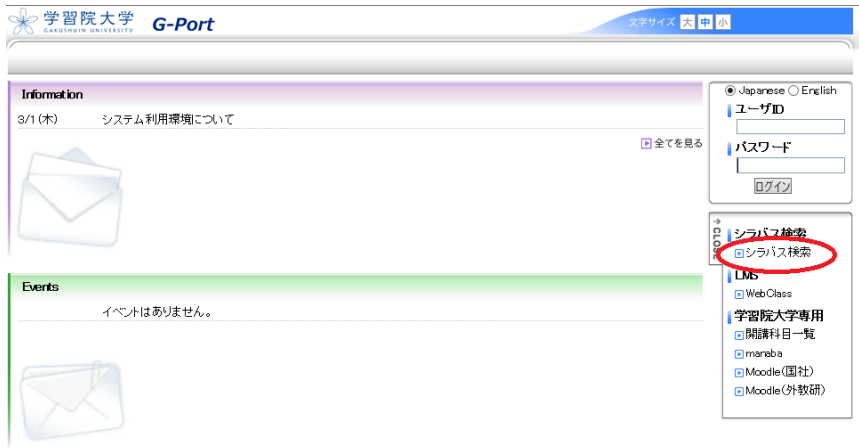 学習院大学
GAKUSHUIN UNIVERSITY
G-Port
文字サイズ 大 中 小
Information
3/1(木) システム利用環境について
全てを見る
Events
イベントはありません。
Japanese English
ユーザID
パスワード
ログイン
CLOSE
シラバス検索
シラバス検索
LMS
WebClass
学習院大学専用
開講科目一覧
manaba
Moodle(国社)
Moodle(外教研)